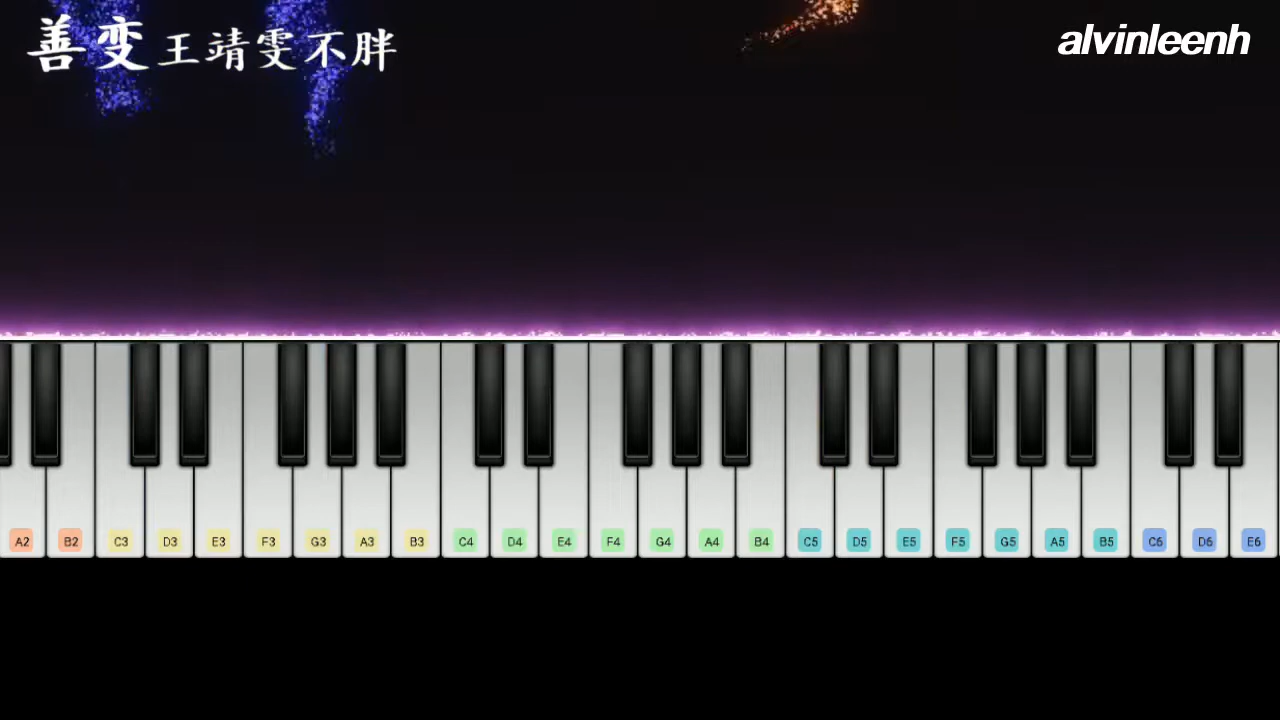 善变 王靖雯不胖
alvinleenh
A2 B2 C3 D3 E3 F3 G3 A3 B3 C4 D4 E4 F4 G4 A4 B4 C5 D5 E5 F5 G5 A5 B5 C6 D6 E6